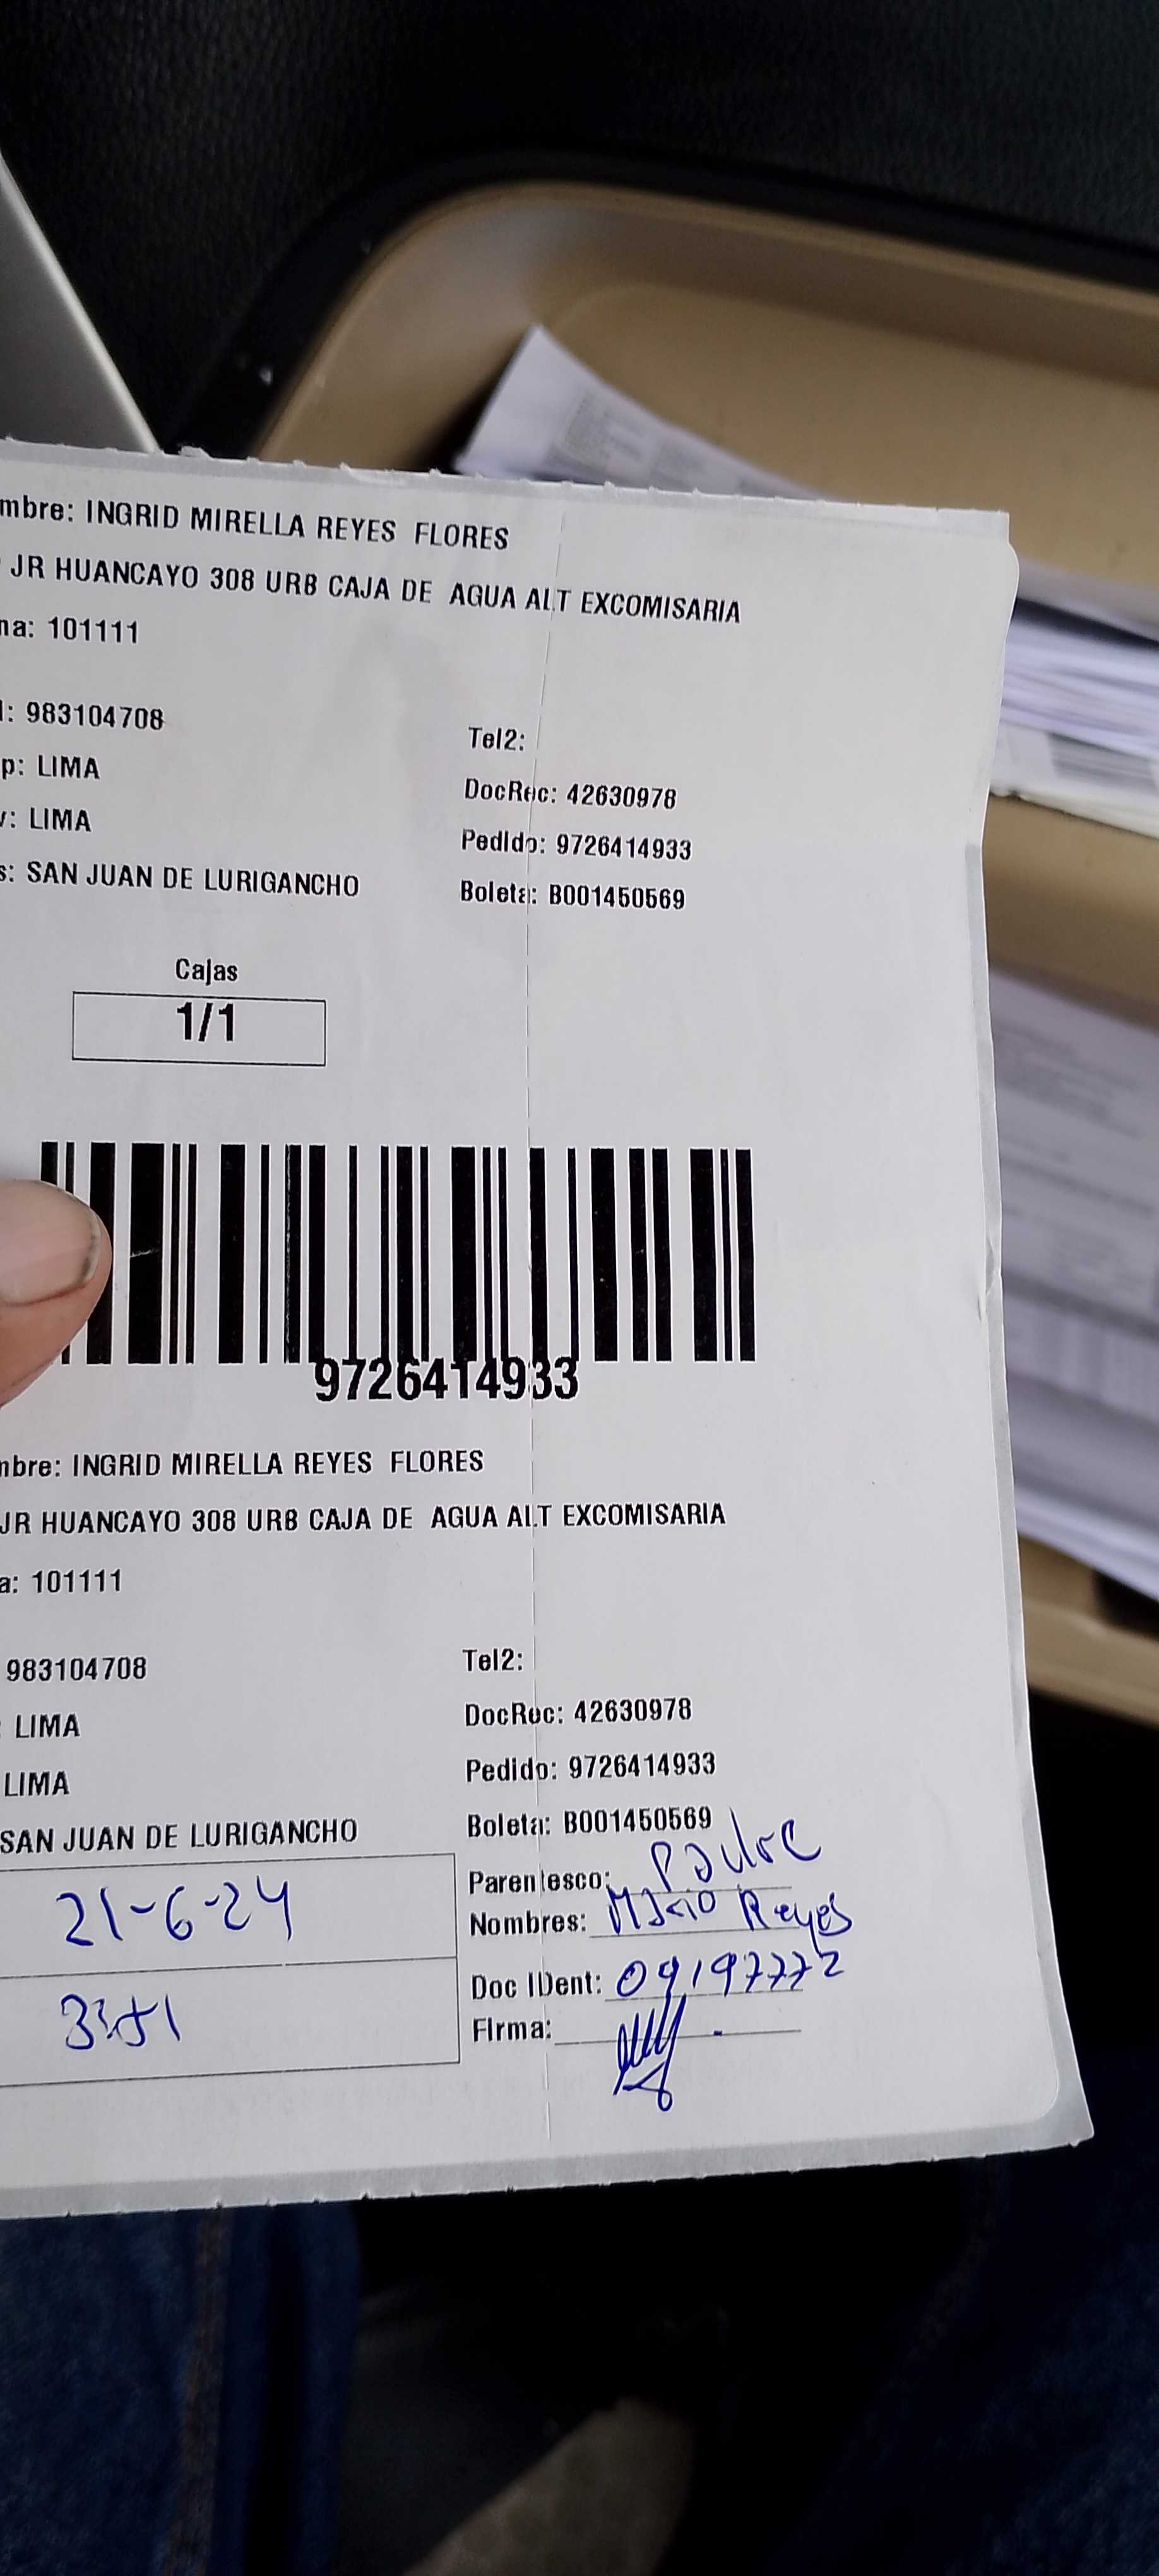 mbre: INGRID MIRELLA REYES FLORES
JR HUANCAYO 308 URB CAJA DE AGUA ALT EXCOMISARIA
na: 101111
l: 983104708
Tel2:
p: LIMA
DocRec: 42630978
v: LIMA
Pedido: 9726414933
s: SAN JUAN DE LURIGANCHO
Boleta: B001450569
Cajas
1/1
9726414933
mbre: INGRID MIRELLA REYES FLORES
JR HUANCAYO 308 URB CAJA DE AGUA ALT EXCOMISARIA
a: 101111
983104708
Tel2:
: LIMA
DocRec: 42630978
LIMA
Pedido: 9726414933
SAN JUAN DE LURIGANCHO
Boleta: B001450569
21-6-24
Parentesco: Padre
Nombres: Mario Reyes
Doc IDent: 09197772
Firma: